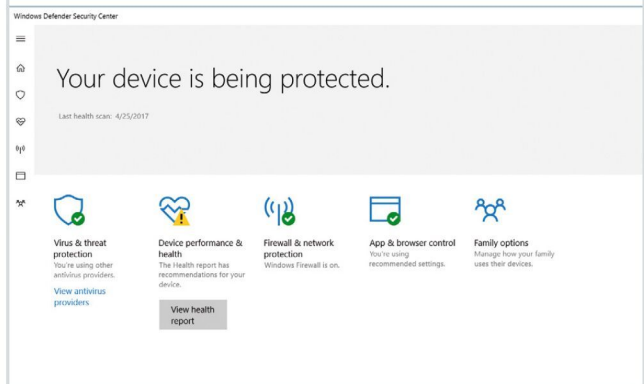 Windows Defender Security Center
Your device is being protected.
Last health scan: 4/25/2017
Virus & threat
protection
You're using other
antivirus providers.
View antivirus
providers
Device performance &
health
The Health report has
recommendations for your
device.
View health
report
Firewall & network
protection
Windows Firewall is on.
App & browser control
You're using
recommended settings.
Family options
Manage how your family
uses their devices.